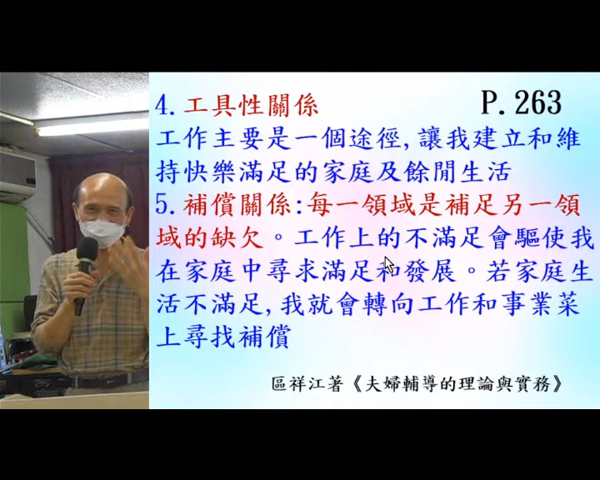 4.工具性關係 P.263
工作主要是一個途徑,讓我建立和維
持快樂滿足的家庭及餘閒生活
5.補償關係:每一領域是補足另一領
域的缺欠。工作上的不滿足會驅使我
在家庭中尋求滿足和發展。若家庭生
活不滿足,我就會轉向工作和事業菜
上尋找補償
區祥江著《夫婦輔導的理論與實務》